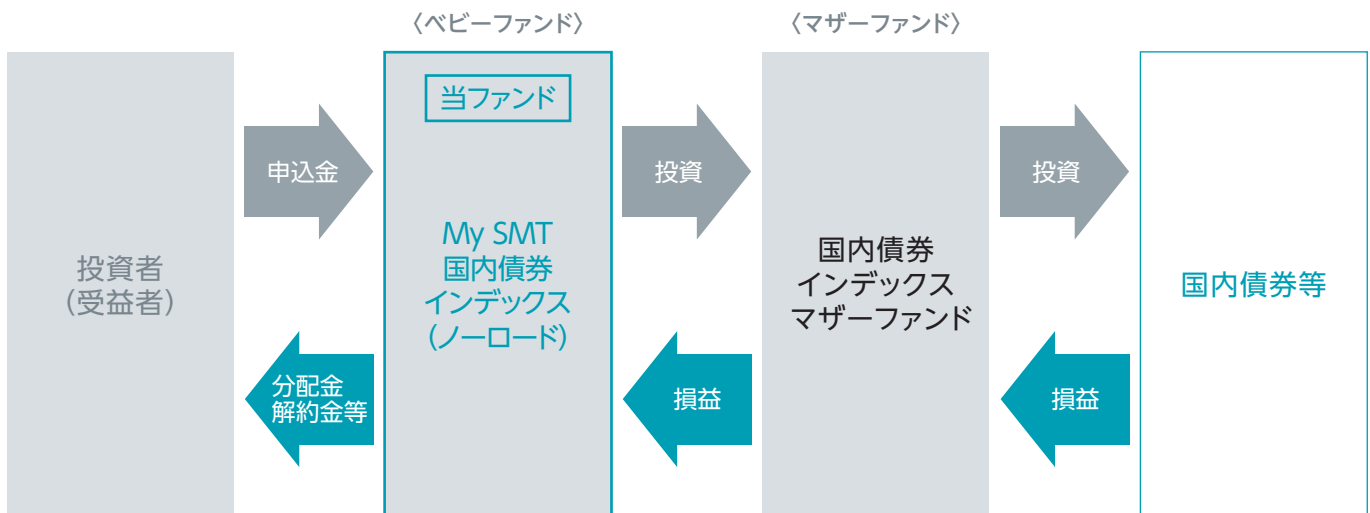 〈ベビーファンド〉
〈マザーファンド〉
投資者
(受益者)
申込金
分配金
解約金等
当ファンド
My SMT
国内債券
インデックス
(ノーロード)
投資
損益
国内債券
インデックス
マザーファンド
投資
損益
国内債券等